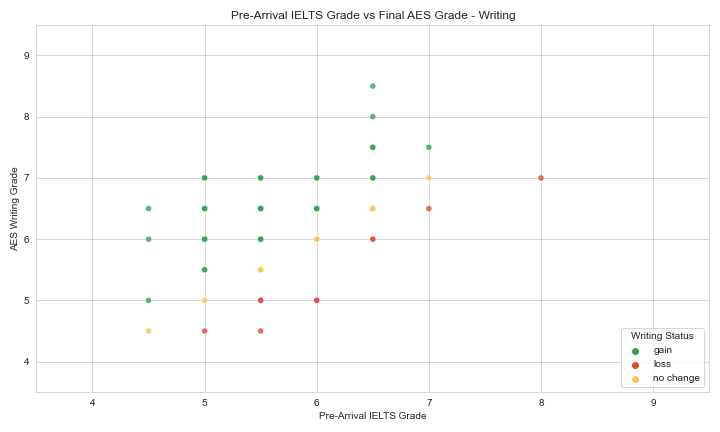 Pre-Arrival IELTS Grade vs Final AES Grade - Writing
AES Writing Grade
9
8
7
6
5
4
4 5 6 7 8 9
Pre-Arrival IELTS Grade
Writing Status
gain
loss
no change